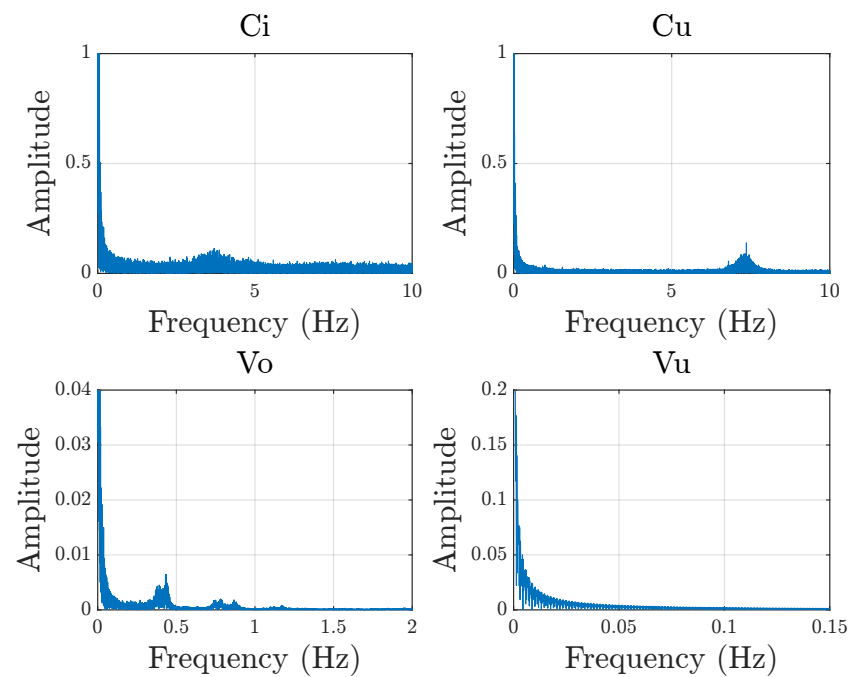 Ci
1
0.5
0
0 5 10
Amplitude
Frequency (Hz)
Cu
1
0.5
0
0 5 10
Amplitude
Frequency (Hz)
Vo
0.04
0.03
0.02
0.01
0
0 0.5 1 1.5 2
Amplitude
Frequency (Hz)
Vu
0.2
0.15
0.1
0.05
0
0 0.05 0.1 0.15
Amplitude
Frequency (Hz)